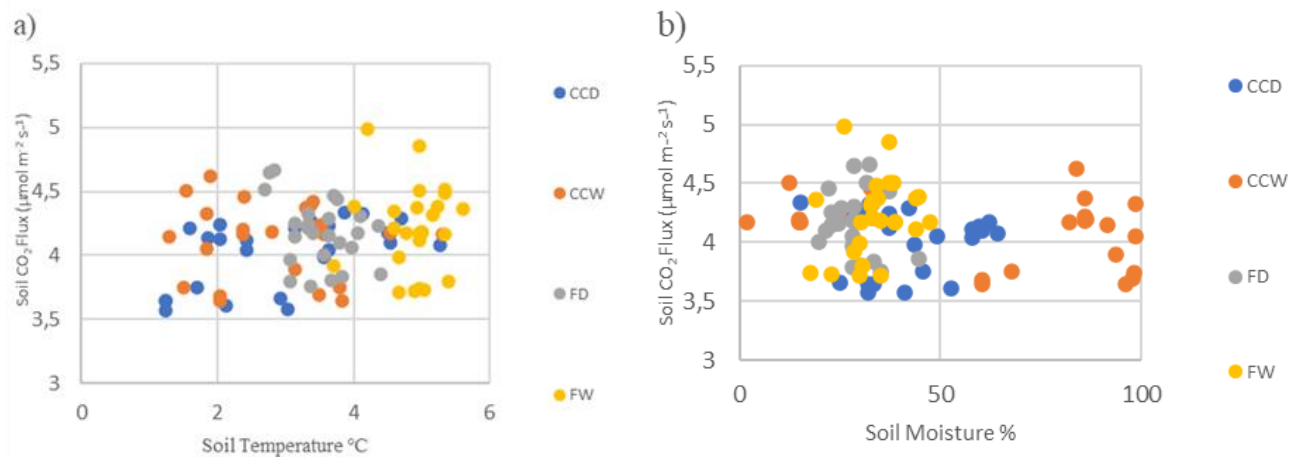 a)
5,5
5
4,5
4
3,5
3
0
2
4
6
Soil CO₂ Flux (μmol m⁻² s⁻¹)
Soil Temperature °C
CCD
CCW
FD
FW
b)
5,5
5
4,5
4
3,5
3
0
50
100
Soil CO₂ Flux (μmol m⁻² s⁻¹)
Soil Moisture %
CCD
CCW
FD
FW